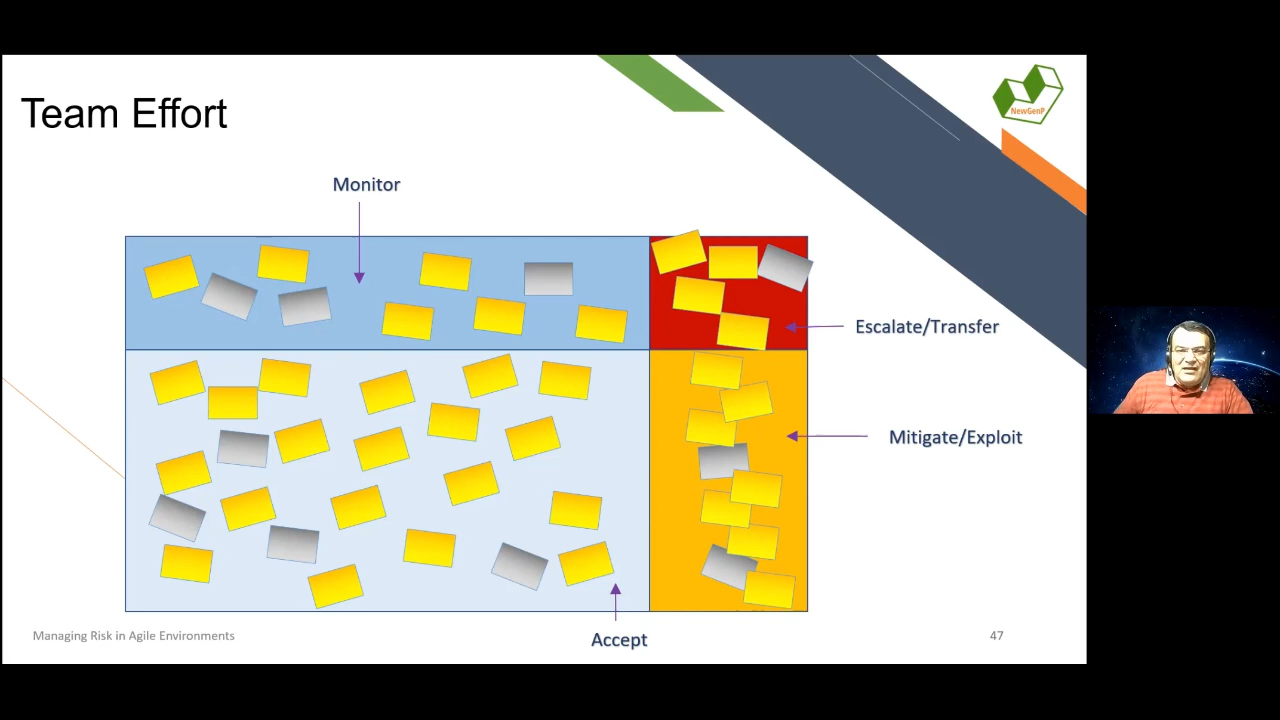 Team Effort
NewGenP
Monitor
Escalate/Transfer
Mitigate/Exploit
Accept
Managing Risk in Agile Environments
47